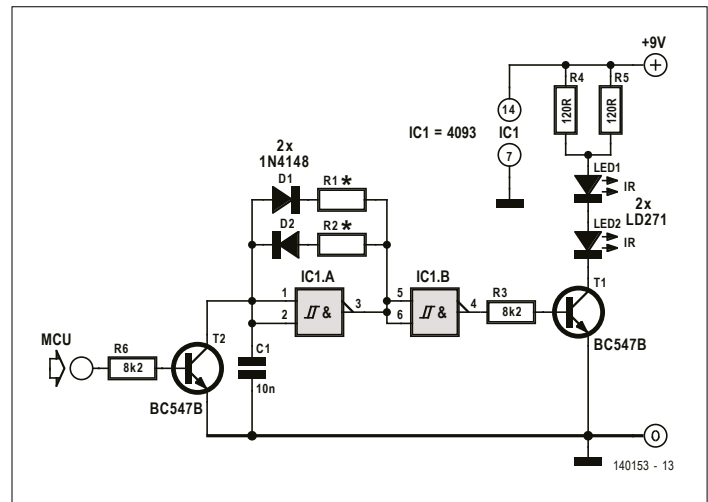 +9V
+
R4
R5
120R
120R
14
IC1
7
IC1 = 4093
2x
1N4148
D1
R1*
D2
R2*
LED1
IR
2x
LD271
LED2
IR
IC1.A
IC1.B
1
2
&
3
5
6
&
4
R3
8k2
T1
BC547B
MCU
R6
8k2
T2
BC547B
C1
10n
0
140153 - 13